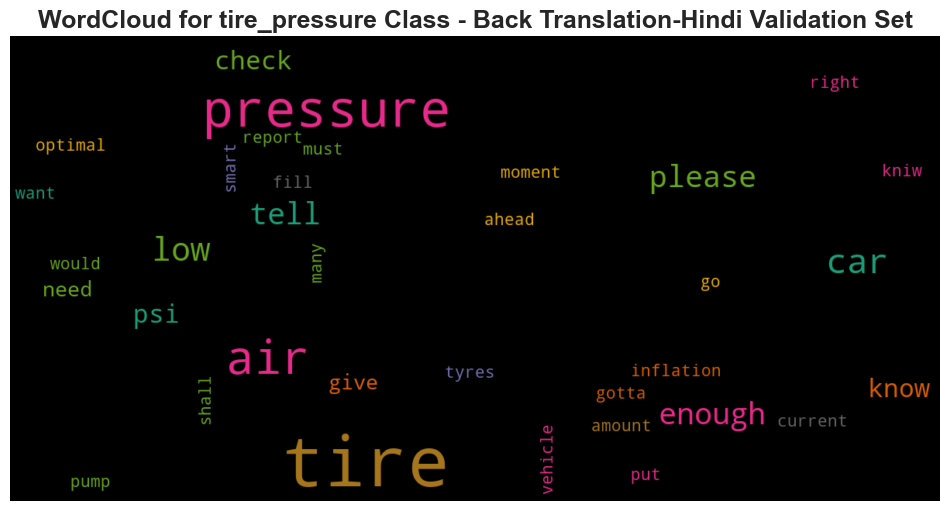 WordCloud for tire_pressure Class - Back Translation-Hindi Validation Set
check
right
pressure
report
optimal
must
smart
moment
kniw
please
fill
want
tell
ahead
low
many
car
would
go
need
psi
air
tyres
inflation
give
know
gotta
shall
enough
current
amount
tire
vehicle
put
pump